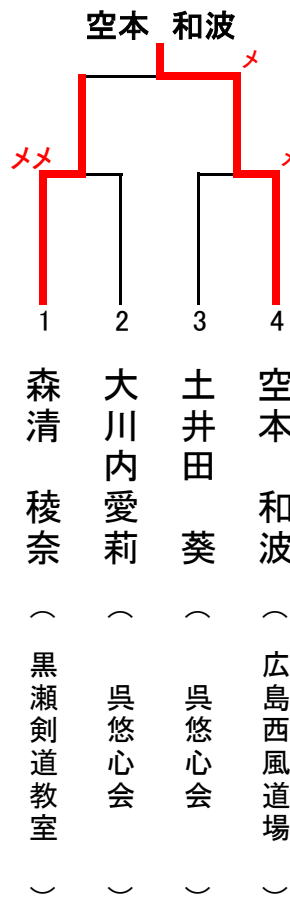 空本 和波
メ
メメ
メ
1 2 3 4
森清 稜奈 (黒瀬剣道教室)
大川内愛莉 (呉悠心会)
土井田 葵 (呉悠心会)
空本 和波 (広島西風道場)